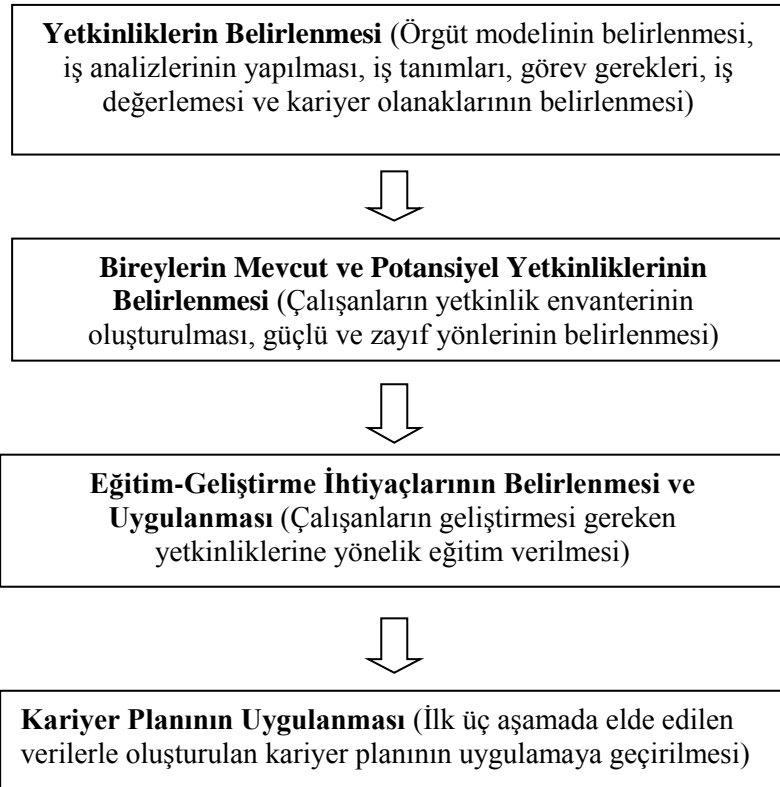 Yetkinliklerin Belirlenmesi (Örgüt modelinin belirlenmesi,
iş analizlerinin yapılması, iş tanımları, görev gerekleri, iş
değerlemesi ve kariyer olanaklarının belirlenmesi)
Bireylerin Mevcut ve Potansiyel Yetkinliklerinin
Belirlenmesi (Çalışanların yetkinlik envanterinin
oluşturulması, güçlü ve zayıf yönlerinin belirlenmesi)
Eğitim-Geliştirme İhtiyaçlarının Belirlenmesi ve
Uygulanması (Çalışanların geliştirmesi gereken
yetkinliklerine yönelik eğitim verilmesi)
Kariyer Planının Uygulanması (İlk üç aşamada elde edilen
verilerle oluşturulan kariyer planının uygulamaya geçirilmesi)